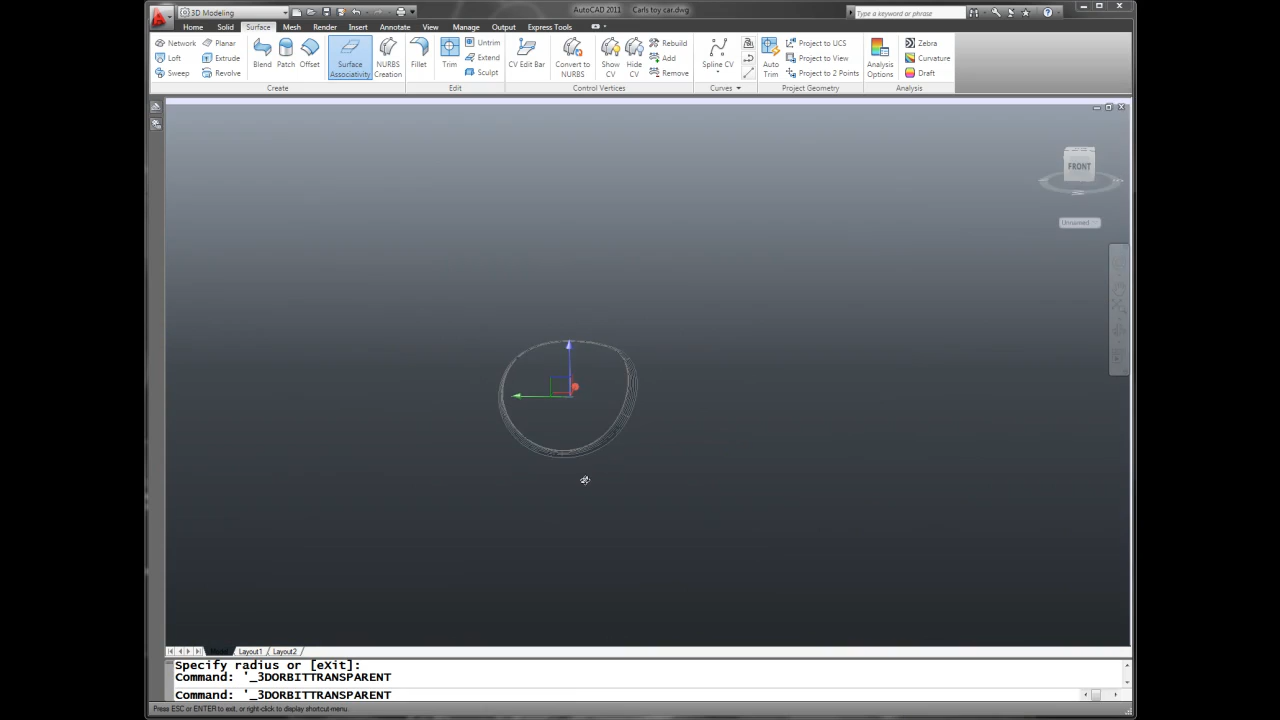 3D Modeling
AutoCAD 2011 Carls toy car.dwg
Type a keyword or phrase
Home Solid Surface Mesh Render Insert Annotate View Manage Output Express Tools
Network Planar
Loft Extrude
Sweep Revolve
Blend Patch Offset
Surface Associativity
NURBS Creation
Create
Fillet Trim
Untrim
Extend
Sculpt
Edit
CV Edit Bar
Convert to NURBS
Show CV
Hide CV
Rebuild
Add
Remove
Control Vertices
Spline CV
Curves
Auto Trim
Project to UCS
Project to View
Project to 2 Points
Project Geometry
Analysis Options
Zebra
Curvature
Draft
Analysis
FRONT
Unnamed
Layout1 Layout2
Specify radius or [eXit]:
Command: '_3DORBITTRANSPARENT
Command: '_3DORBITTRANSPARENT
Press ESC or ENTER to exit, or right-click to display shortcut-menu.